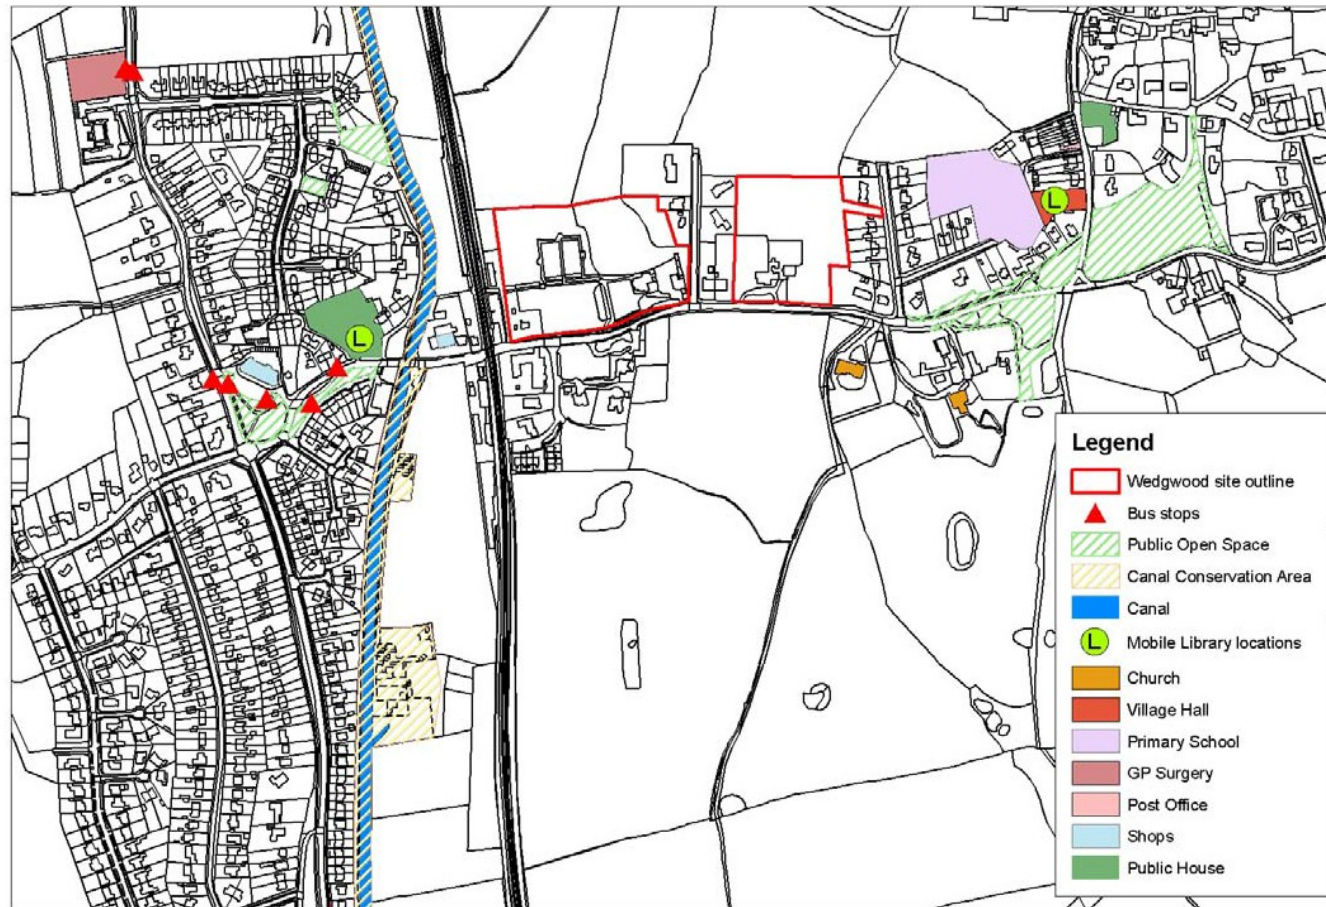 L
L
Legend
Wedgwood site outline
Bus stops
Public Open Space
Canal Conservation Area
Canal
L
Mobile Library locations
Church
Village Hall
Primary School
GP Surgery
Post Office
Shops
Public House